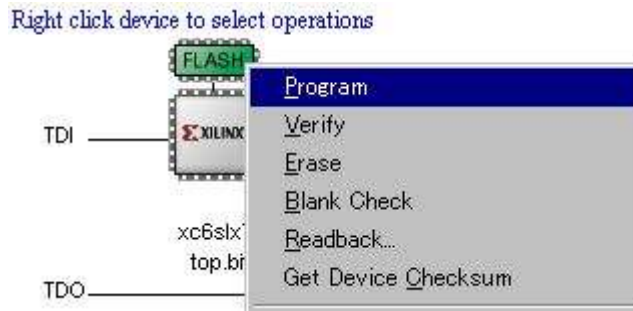 Right click device to select operations
FLASH
TDI
XILINX
TDO
Program
Verify
Erase
Blank Check
Readback...
Get Device Checksum